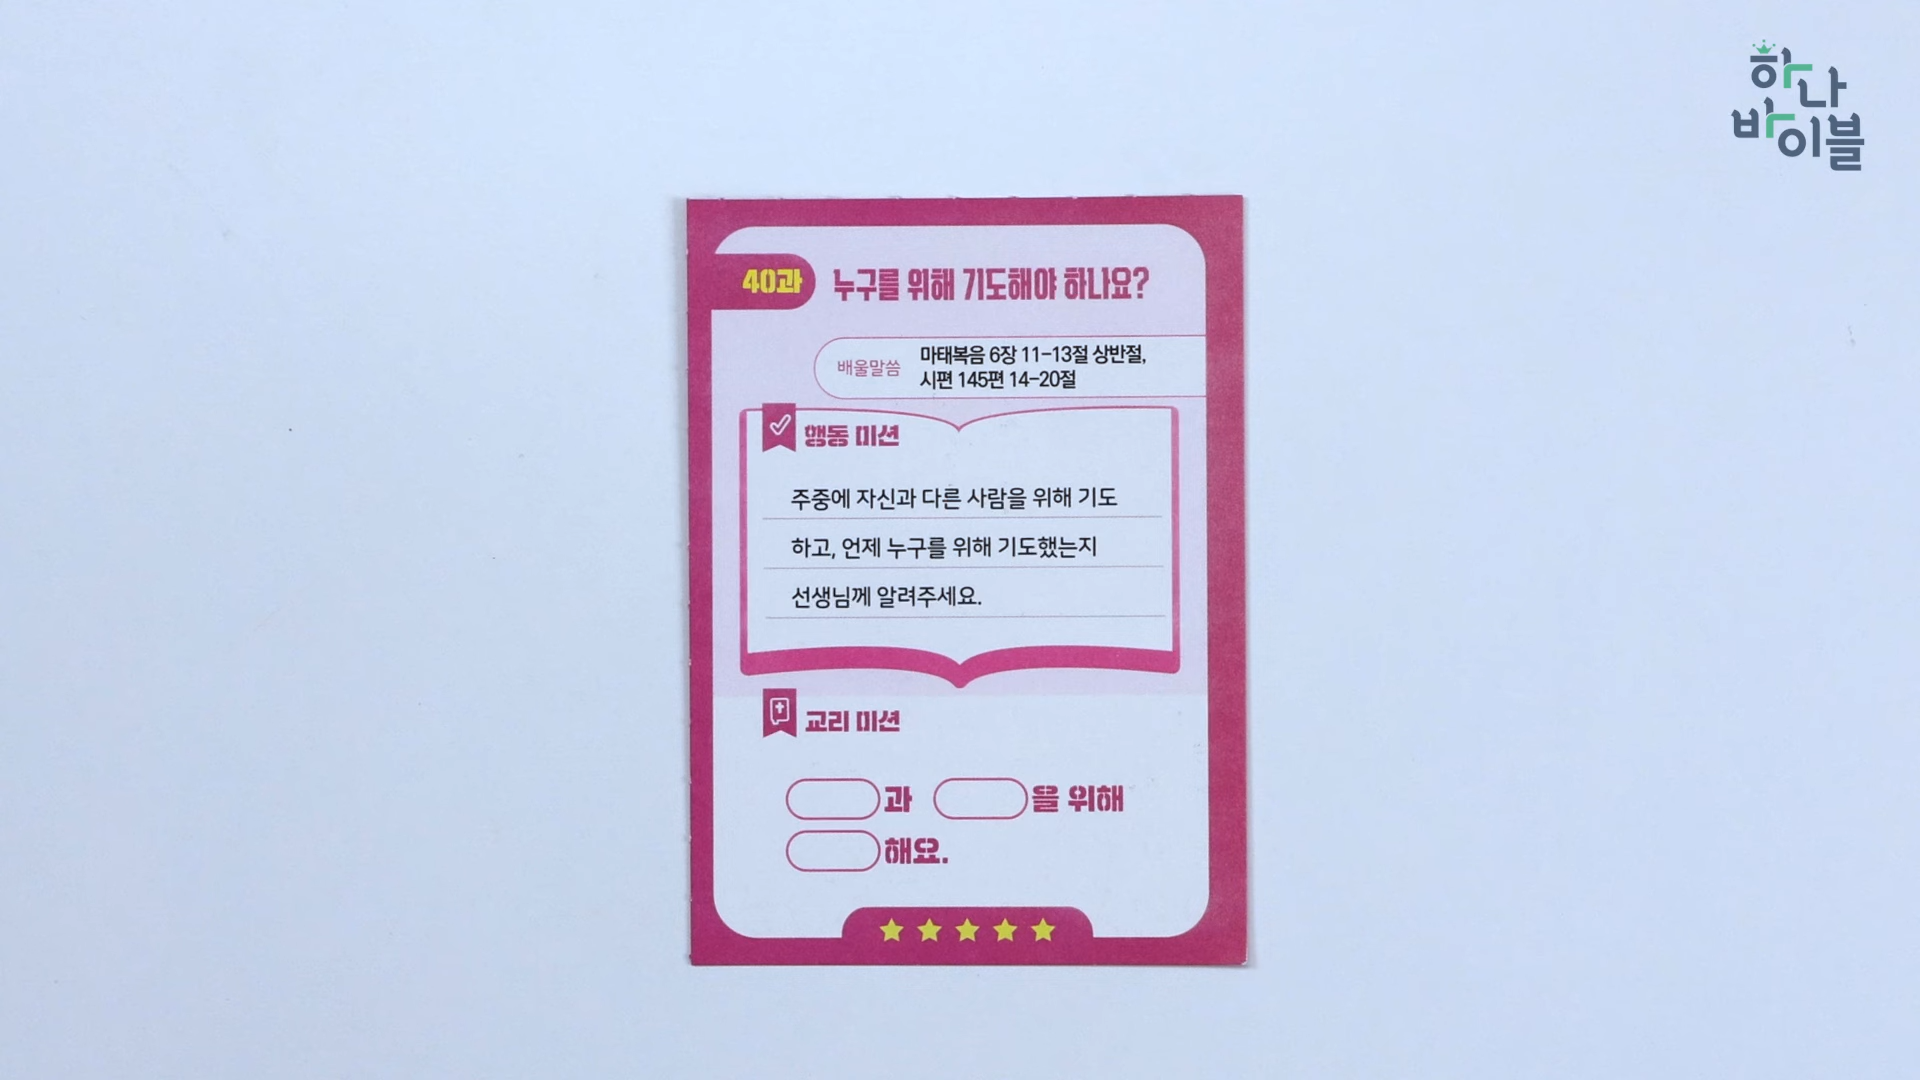 하나
바이블
40과 누구를 위해 기도해야 하나요?
배울말씀 마태복음 6장 11-13절 상반절,
시편 145편 14-20절
행동 미션
주중에 자신과 다른 사람을 위해 기도
하고, 언제 누구를 위해 기도했는지
선생님께 알려주세요.
교리 미션
과 을 위해
해요.